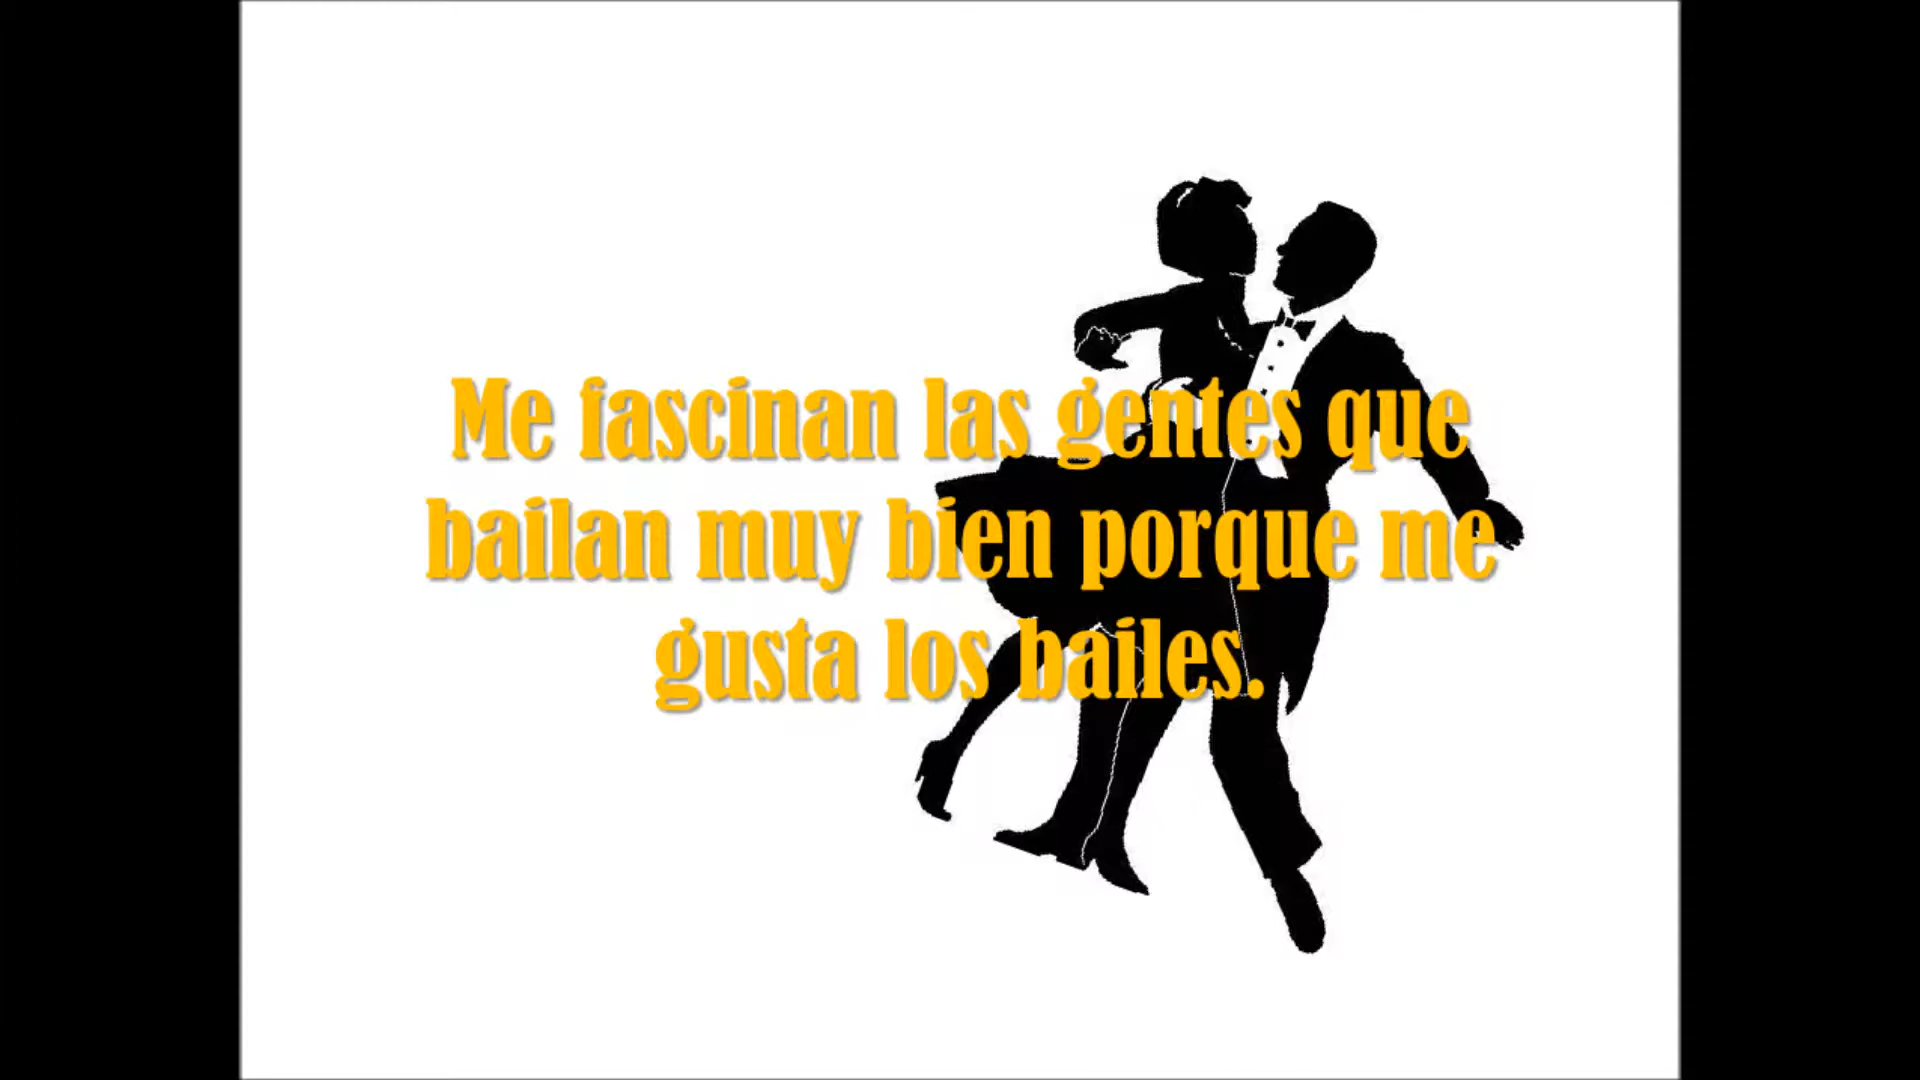 Me fascinan las gentes que
bailan muy bien porque me
gusta los bailes.